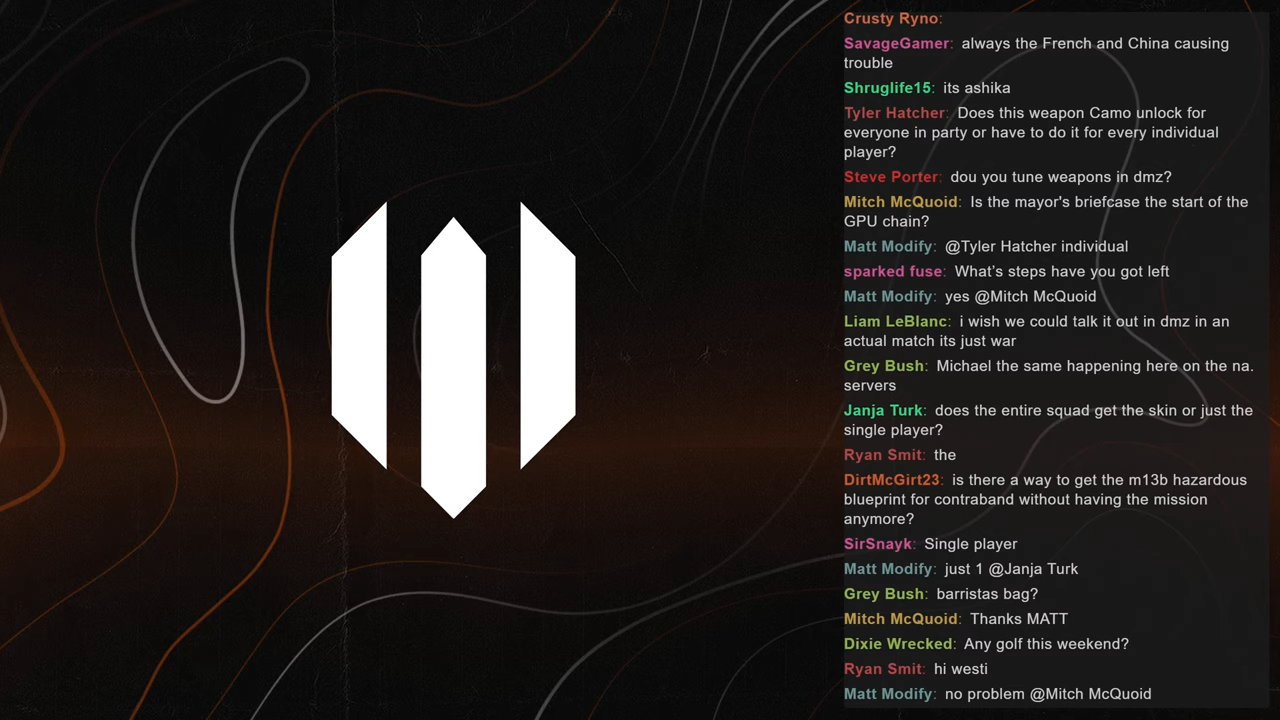 Crusty Ryno:
SavageGamer: always the French and China causing
trouble
Shruglife15: its ashika
Tyler Hatcher: Does this weapon Camo unlock for
everyone in party or have to do it for every individual
player?
Steve Porter: dou you tune weapons in dmz?
Mitch McQuoid: Is the mayor's briefcase the start of the
GPU chain?
Matt Modify: @Tyler Hatcher individual
sparked fuse: What's steps have you got left
Matt Modify: yes @Mitch McQuoid
Liam LeBlanc: i wish we could talk it out in dmz in an
actual match its just war
Grey Bush: Michael the same happening here on the na.
servers
Janja Turk: does the entire squad get the skin or just the
single player?
Ryan Smit: the
DirtMcGirt23: is there a way to get the m13b hazardous
blueprint for contraband without having the mission
anymore?
SirSnayk: Single player
Matt Modify: just 1 @Janja Turk
Grey Bush: barristas bag?
Mitch McQuoid: Thanks MATT
Dixie Wrecked: Any golf this weekend?
Ryan Smit: hi westi
Matt Modify: no problem @Mitch McQuoid